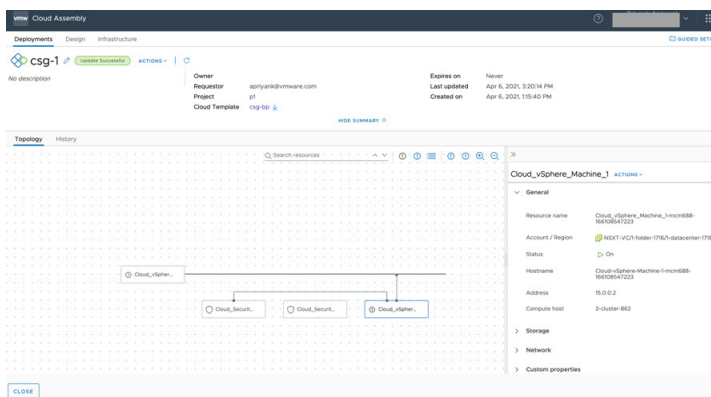 vmw Cloud Assembly
Deployments Design Infrastructure
GUIDED SET
csg-1 Update Successful ACTIONS
No description
Owner
Requestor apriyank@vmware.com
Project p1
Cloud Template csg-bp
Expires on Never
Last updated Apr 6, 2021, 3:20:14 PM
Created on Apr 6, 2021, 1:15:40 PM
HIDE SUMMARY
Topology History
Search resources
Cloud_vSpher...
Cloud_Securit...
Cloud_Securit...
Cloud_vSpher...
Cloud_vSphere_Machine_1 ACTIONS
General
Resource name Cloud_vSphere_Machine_1-mcm688-
166108547223
Account / Region NSXT-VC/1-folder-1716/1-datacenter-1716
Status On
Hostname Cloud-vSphere-Machine-1-mcm688-
166108547223
Address 15.0.0.2
Compute host 2-cluster-862
Storage
Network
Custom properties
CLOSE